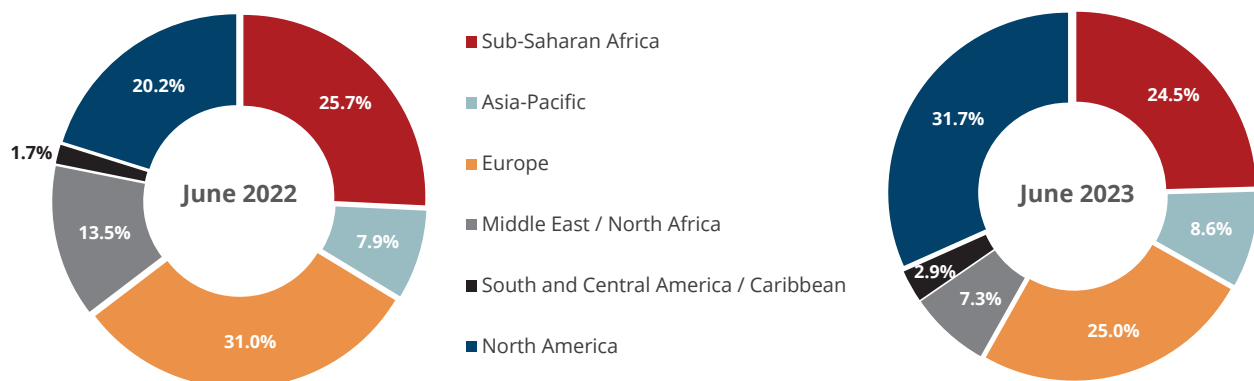 25.7%
7.9%
31.0%
13.5%
1.7%
20.2%
June 2022
Sub-Saharan Africa
Asia-Pacific
Europe
Middle East / North Africa
South and Central America / Caribbean
North America
24.5%
8.6%
25.0%
7.3%
2.9%
31.7%
June 2023